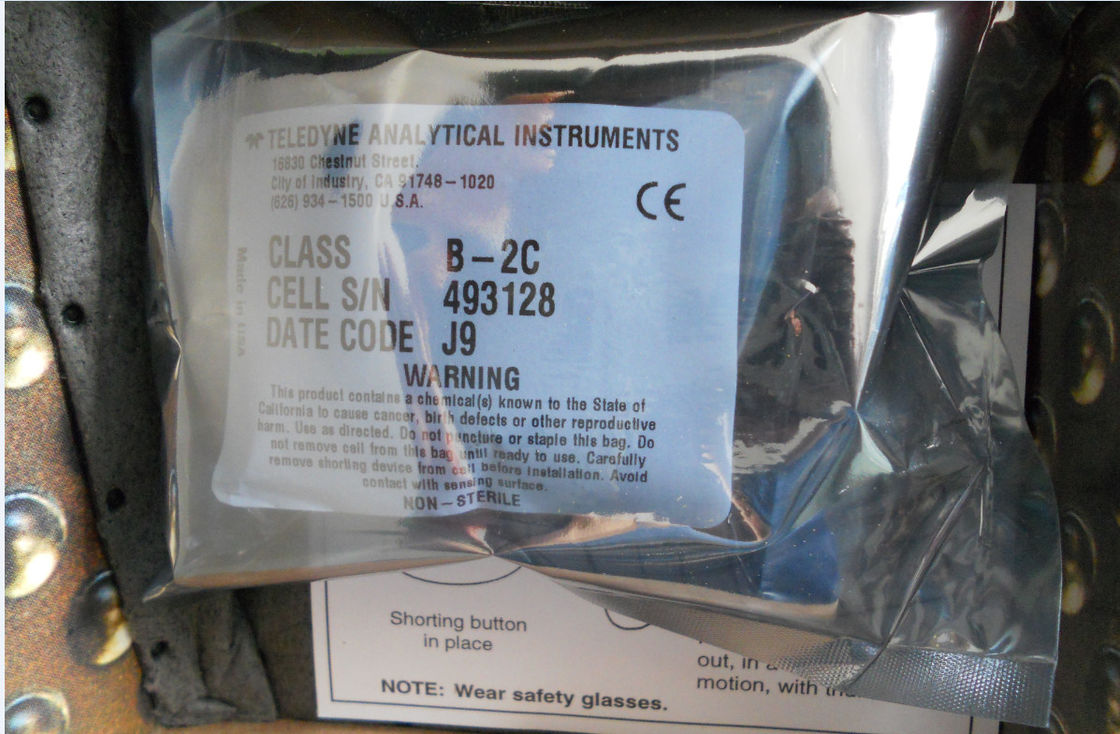 TELEDYNE ANALYTICAL INSTRUMENTS
16830 Chestnut Street.
City of Industry, CA 91748-1020
(626) 934-1500 U.S.A.
CE
CLASS B-2C
CELL S/N 493128
DATE CODE J9
Made in USA
WARNING
This product contains a chemical(s) known to the State of
California to cause cancer, birth defects or other reproductive
harm. Use as directed. Do not puncture or staple this bag. Do
not remove cell from this bag until ready to use. Carefully
remove shorting device from cell before installation. Avoid
contact with sensing surface.
NON-STERILE
Shorting button
in place
NOTE: Wear safety glasses.
out, in a
motion, with